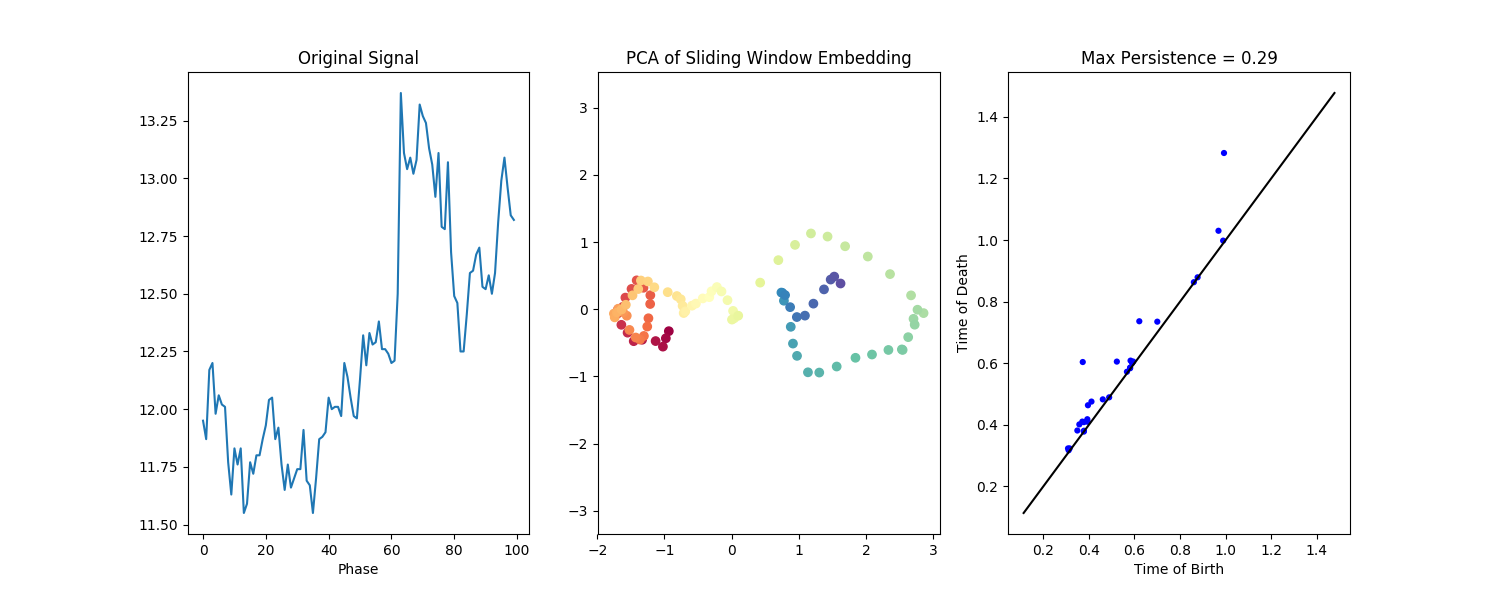 Original Signal
13.25
13.00
12.75
12.50
12.25
12.00
11.75
11.50
0 20 40 60 80 100
Phase
PCA of Sliding Window Embedding
3
2
1
0
−1
−2
−3
−2 −1 0 1 2 3
Max Persistence = 0.29
Time of Death
1.4
1.2
1.0
0.8
0.6
0.4
0.2
0.2 0.4 0.6 0.8 1.0 1.2 1.4
Time of Birth